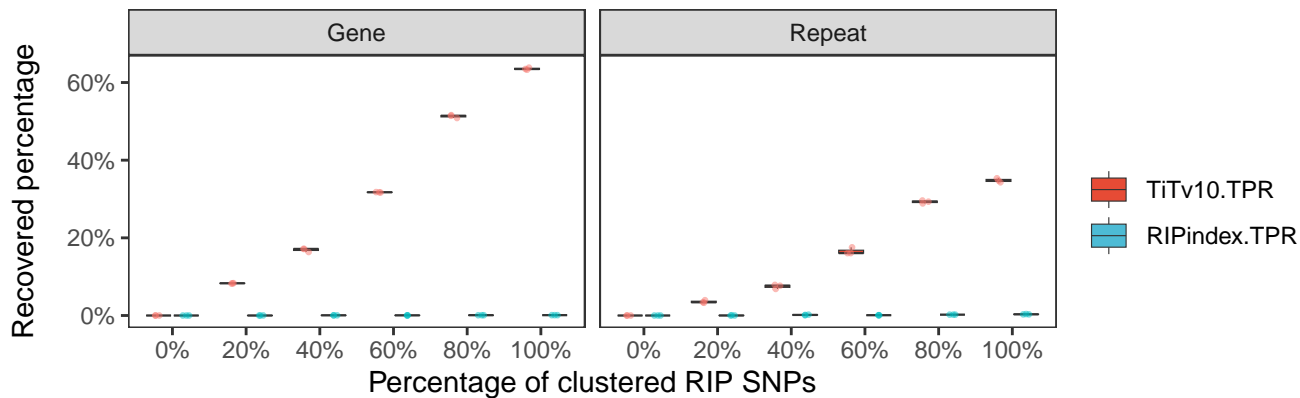 Gene
Repeat
Recovered percentage
60%
40%
20%
0%
0% 20% 40% 60% 80% 100%
0% 20% 40% 60% 80% 100%
Percentage of clustered RIP SNPs
TiTv10.TPR
RIPindex.TPR